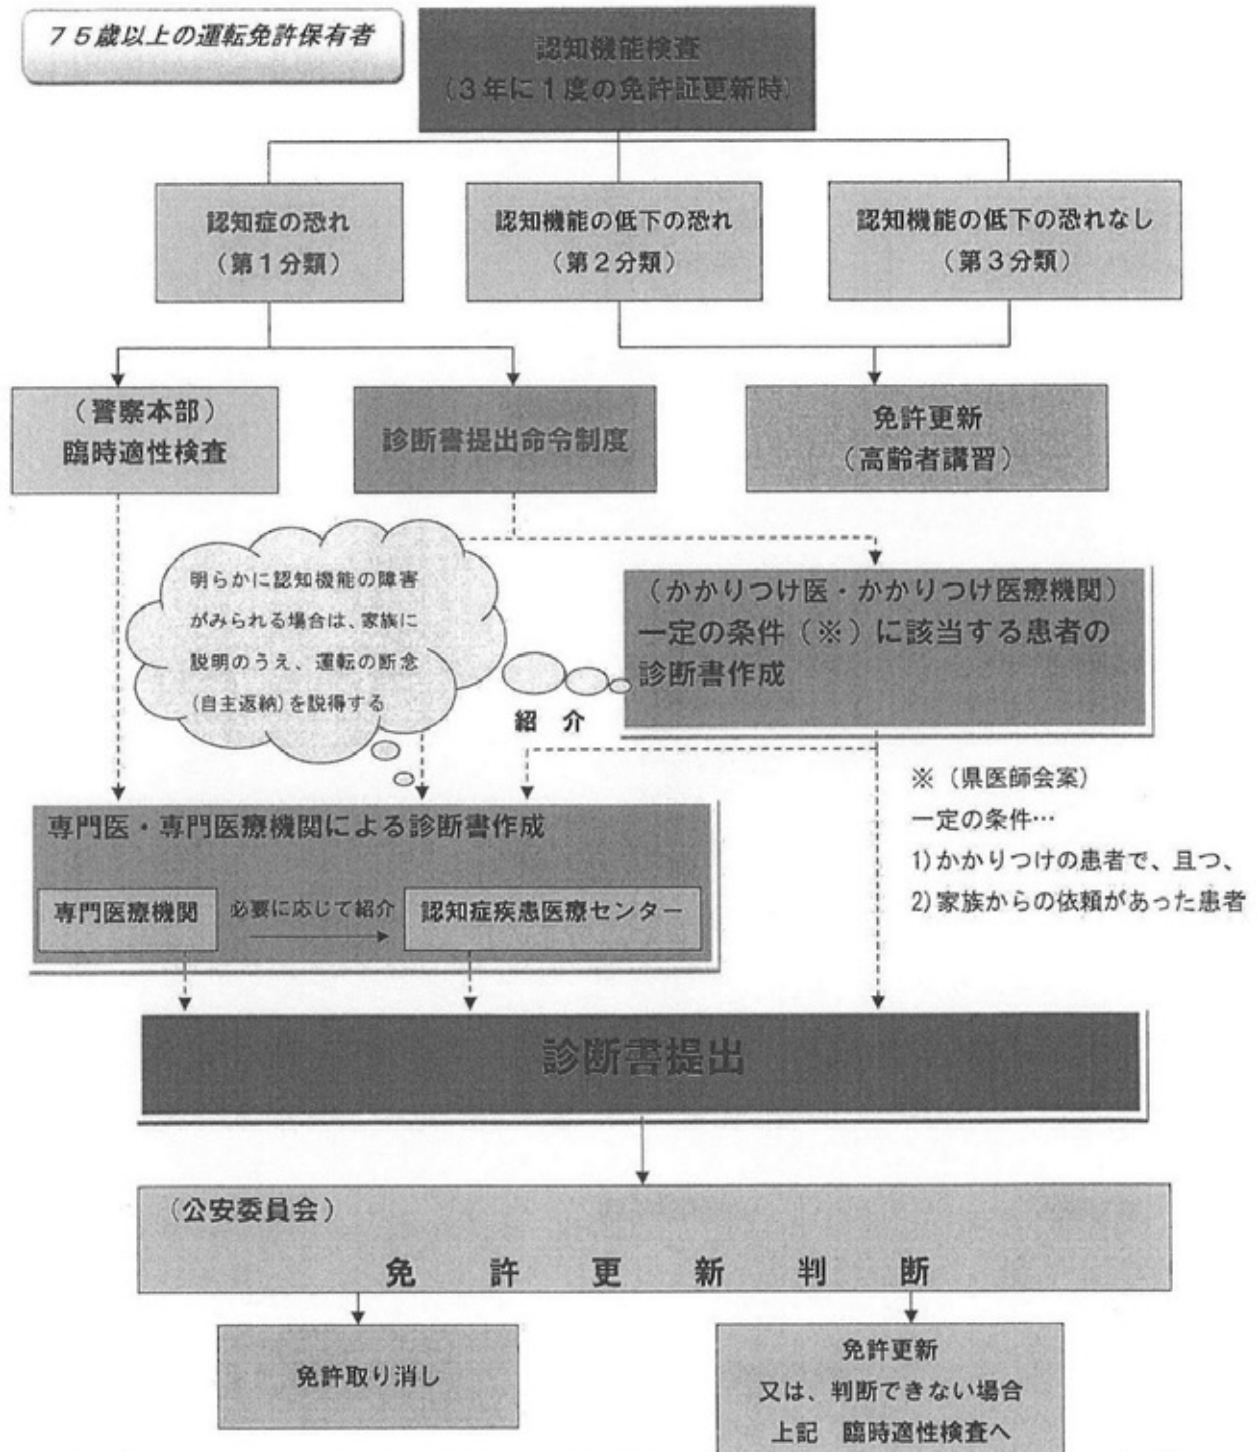 75歳以上の運転免許保有者
認知機能検査
(3年に1度の免許証更新時)
認知症の恐れ
(第1分類)
認知機能の低下の恐れ
(第2分類)
認知機能の低下の恐れなし
(第3分類)
(警察本部)
臨時適性検査
診断書提出命令制度
免許更新
(高齢者講習)
明らかに認知機能の障害
がみられる場合は、家族に
説明のうえ、運転の断念
(自主返納)を説得する
(かかりつけ医・かかりつけ医療機関)
一定の条件(※)に該当する患者の
診断書作成
紹 介
※(県医師会案)
一定の条件…
1)かかりつけの患者で、且つ、
2)家族からの依頼があった患者
専門医・専門医療機関による診断書作成
専門医療機関
必要に応じて紹介
認知症疾患医療センター
診断書提出
(公安委員会)
免 許 更 新 判 断
免許取り消し
免許更新
又は、判断できない場合
上記 臨時適性検査へ